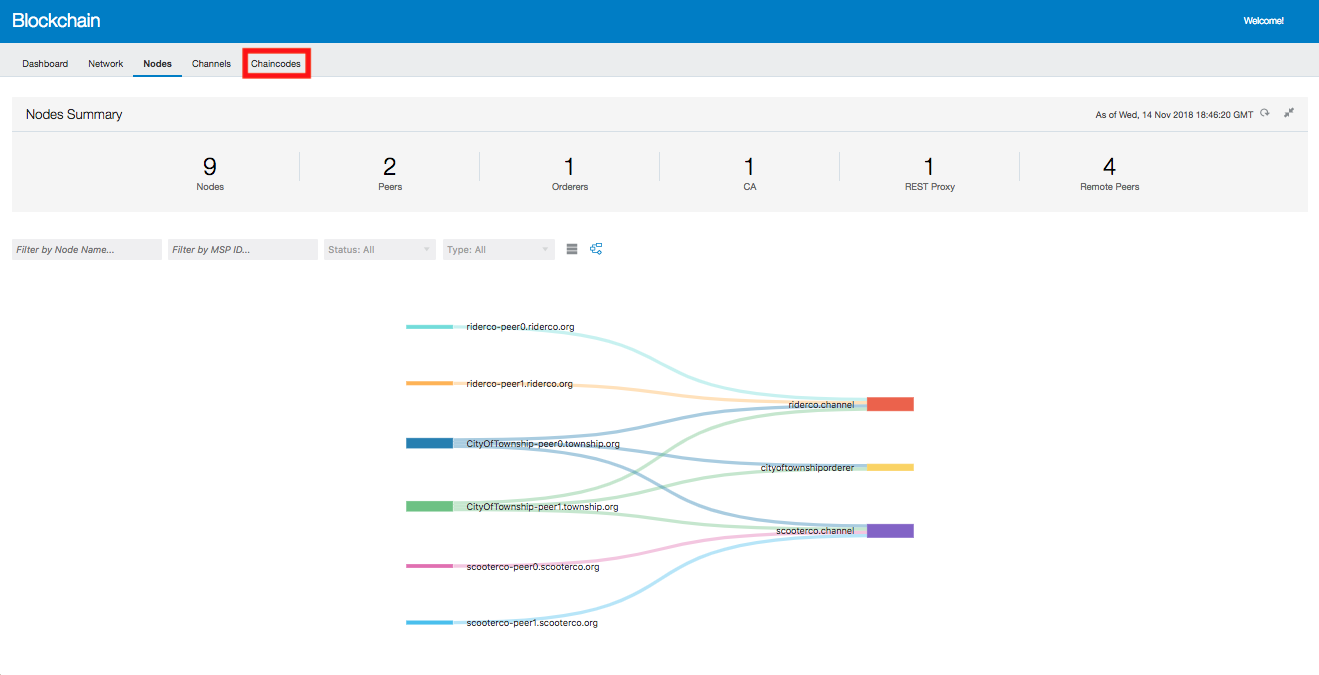 Blockchain
Welcome!
Dashboard Network Nodes Channels Chaincodes
Nodes Summary
As of Wed, 14 Nov 2018 18:46:20 GMT
9 2 1 1 1 4
Nodes Peers Orderers CA REST Proxy Remote Peers
Filter by Node Name... Filter by MSP ID... Status: All Type: All
riderco-peer0.riderco.org
riderco-peer1.riderco.org
riderco.channel
CityOfTownship-peer0.township.org
cityoftownshiporderer
CityOfTownship-peer1.township.org
scooterco.channel
scooterco-peer0.scooterco.org
scooterco-peer1.scooterco.org